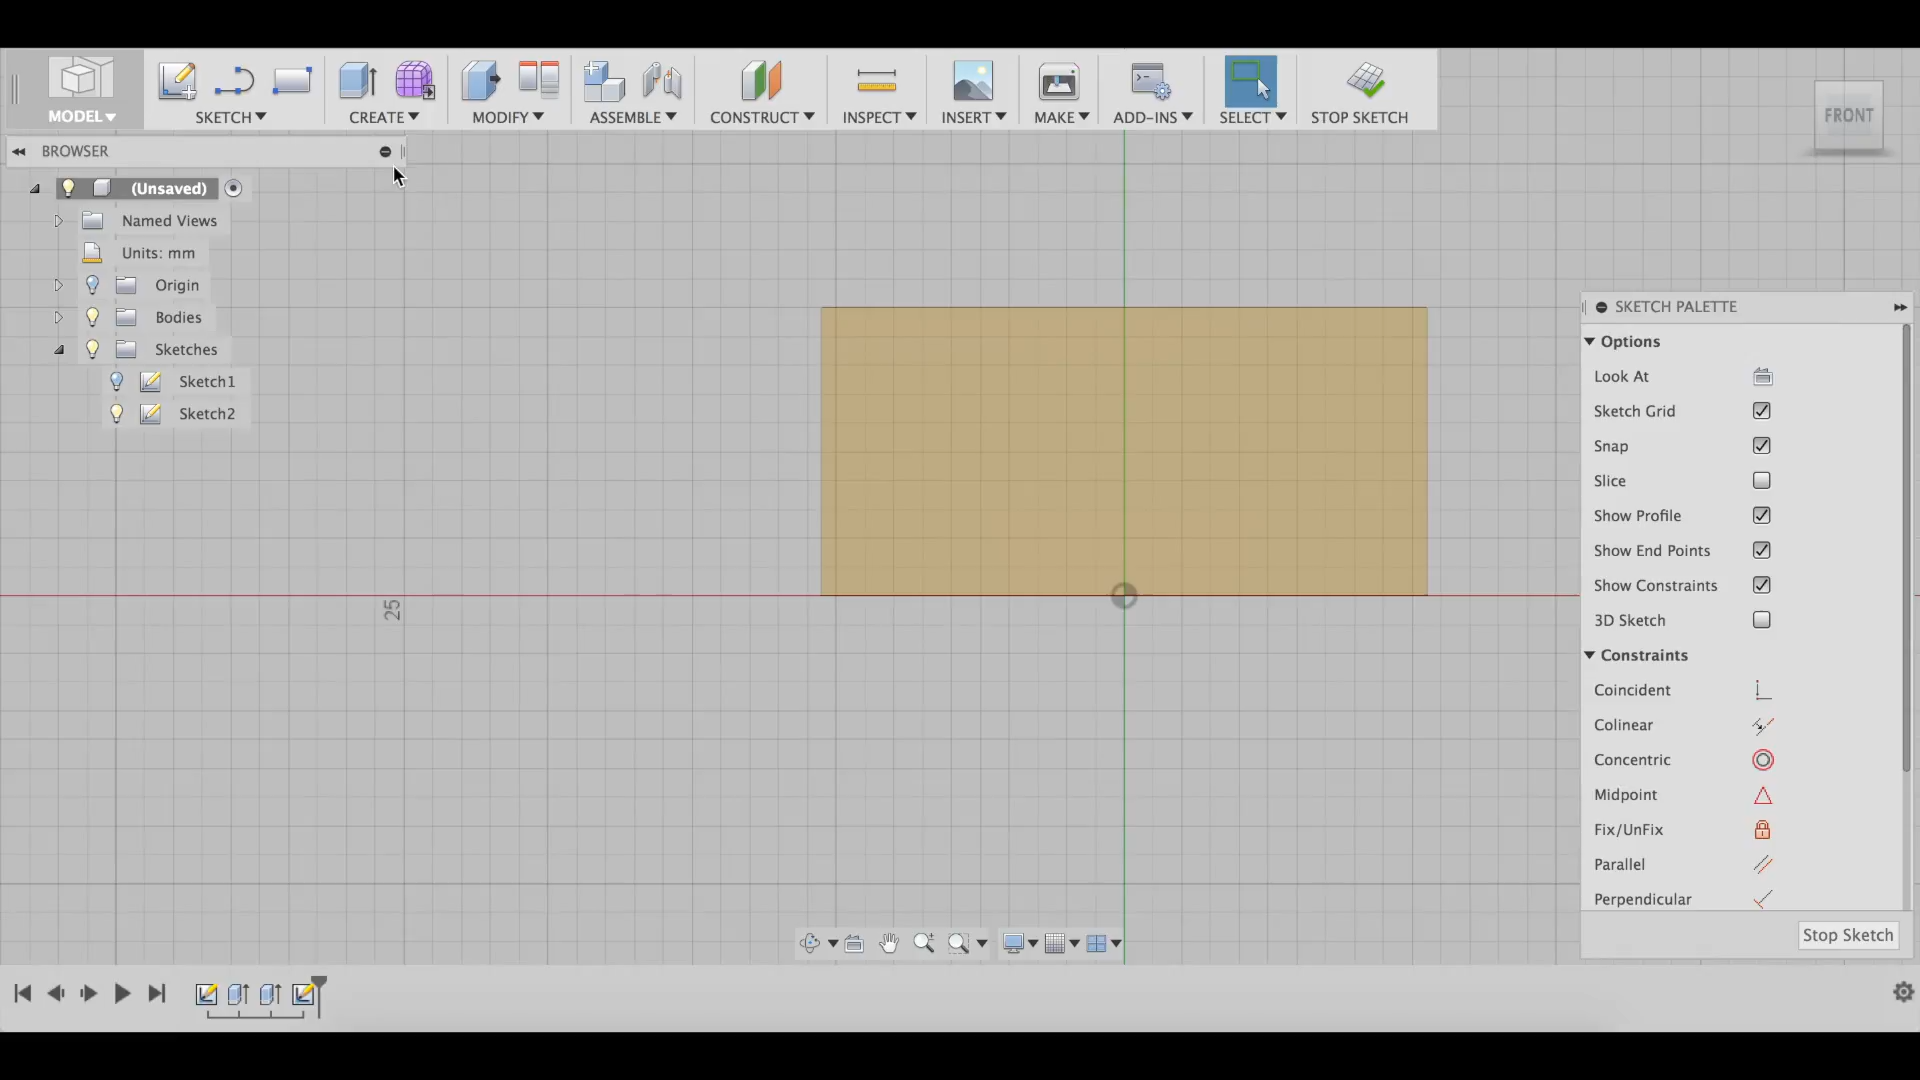 MODEL
SKETCH
CREATE
MODIFY
ASSEMBLE
CONSTRUCT
INSPECT
INSERT
MAKE
ADD-INS
SELECT
STOP SKETCH
FRONT
BROWSER
(Unsaved)
Named Views
Units: mm
Origin
Bodies
Sketches
Sketch1
Sketch2
25
SKETCH PALETTE
Options
Look At
Sketch Grid
Snap
Slice
Show Profile
Show End Points
Show Constraints
3D Sketch
Constraints
Coincident
Colinear
Concentric
Midpoint
Fix/UnFix
Parallel
Perpendicular
Stop Sketch